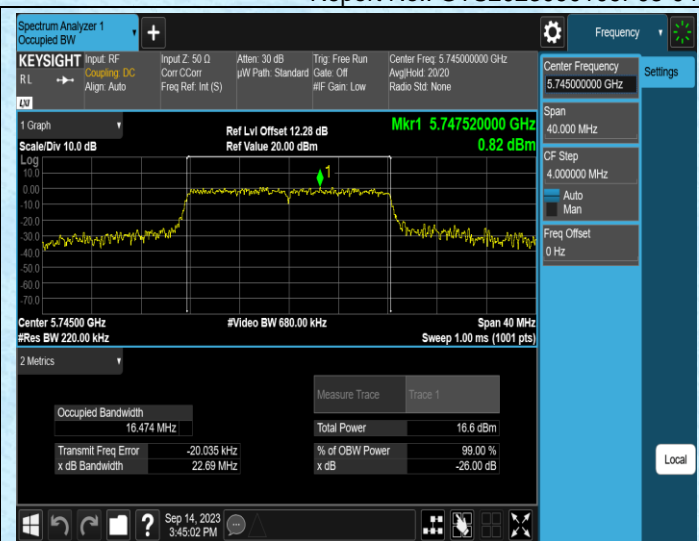 Spectrum Analyzer 1
Occupied BW
Frequency
KEYSIGHT
RL
Input: RF
Coupling: DC
Align: Auto
Input Z: 50 Ω
Corr CCorr
Freq Ref: Int (S)
Atten: 30 dB
µW Path: Standard
Trig: Free Run
Gate: Off
#IF Gain: Low
Center Freq: 5.745000000 GHz
Avg|Hold: 20/20
Radio Std: None
LXI
Center Frequency
5.745000000 GHz
Settings
Span
40.000 MHz
CF Step
4.000000 MHz
Auto
Man
Freq Offset
0 Hz
Local
1 Graph
Scale/Div 10.0 dB
Ref Lvl Offset 12.28 dB
Ref Value 20.00 dBm
Mkr1 5.747520000 GHz
0.82 dBm
Log
10.0
0.00
-10.0
-20.0
-30.0
-40.0
-50.0
-60.0
-70.0
1
Center 5.74500 GHz
#Res BW 220.00 kHz
#Video BW 680.00 kHz
Span 40 MHz
Sweep 1.00 ms (1001 pts)
2 Metrics
Measure Trace
Trace 1
Occupied Bandwidth
16.474 MHz
Total Power
16.6 dBm
Transmit Freq Error
-20.035 kHz
% of OBW Power
99.00 %
x dB Bandwidth
22.69 MHz
x dB
-26.00 dB
?
Sep 14, 2023
3:45:02 PM